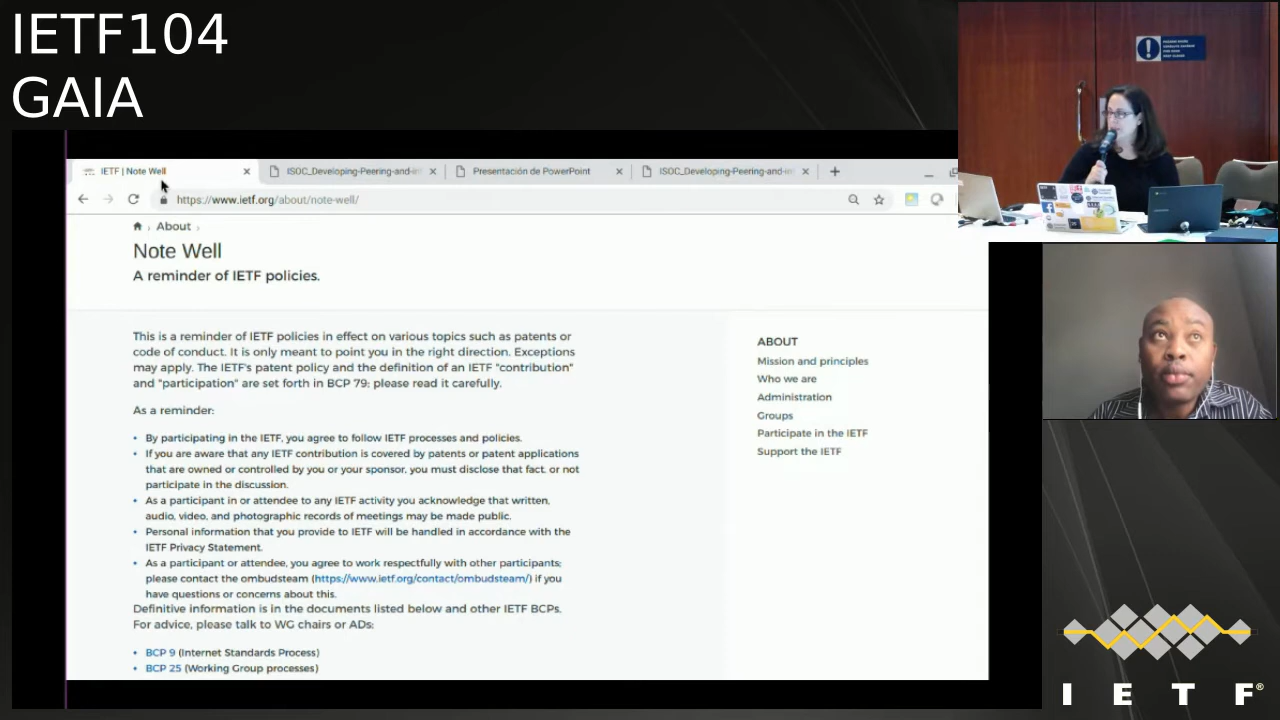 IETF104
GAIA
IETF | Note Well
ISOC_Developing-Peering-and-in
Presentación de PowerPoint
ISOC_Developing-Peering-and-in
https://www.ietf.org/about/note-well/
About
Note Well
A reminder of IETF policies.
This is a reminder of IETF policies in effect on various topics such as patents or
code of conduct. It is only meant to point you in the right direction. Exceptions
may apply. The IETF's patent policy and the definition of an IETF "contribution"
and "participation" are set forth in BCP 79; please read it carefully.
As a reminder:
• By participating in the IETF, you agree to follow IETF processes and policies.
• If you are aware that any IETF contribution is covered by patents or patent applications
that are owned or controlled by you or your sponsor, you must disclose that fact, or not
participate in the discussion.
• As a participant in or attendee to any IETF activity you acknowledge that written,
audio, video, and photographic records of meetings may be made public.
• Personal information that you provide to IETF will be handled in accordance with the
IETF Privacy Statement.
• As a participant or attendee, you agree to work respectfully with other participants;
please contact the ombudsteam (https://www.ietf.org/contact/ombudsteam/) if you
have questions or concerns about this.
Definitive information is in the documents listed below and other IETF BCPs.
For advice, please talk to WG chairs or ADs:
• BCP 9 (Internet Standards Process)
• BCP 25 (Working Group processes)
ABOUT
Mission and principles
Who we are
Administration
Groups
Participate in the IETF
Support the IETF
I E T F®